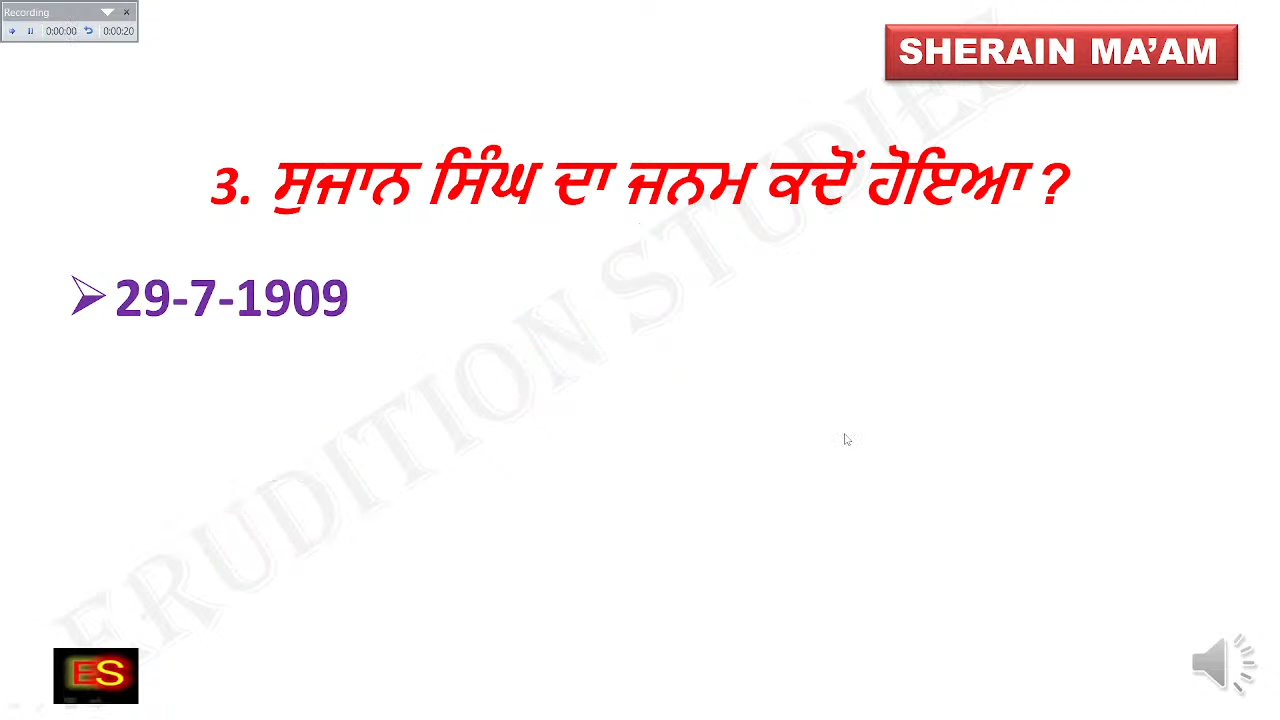 Recording
0:00:00 0:00:20
SHERAIN MA’AM
3. ਸੁਜਾਨ ਸਿੰਘ ਦਾ ਜਨਮ ਕਦੋਂ ਹੋਇਆ ?
29-7-1909
ERUDITION STUDIES
ES